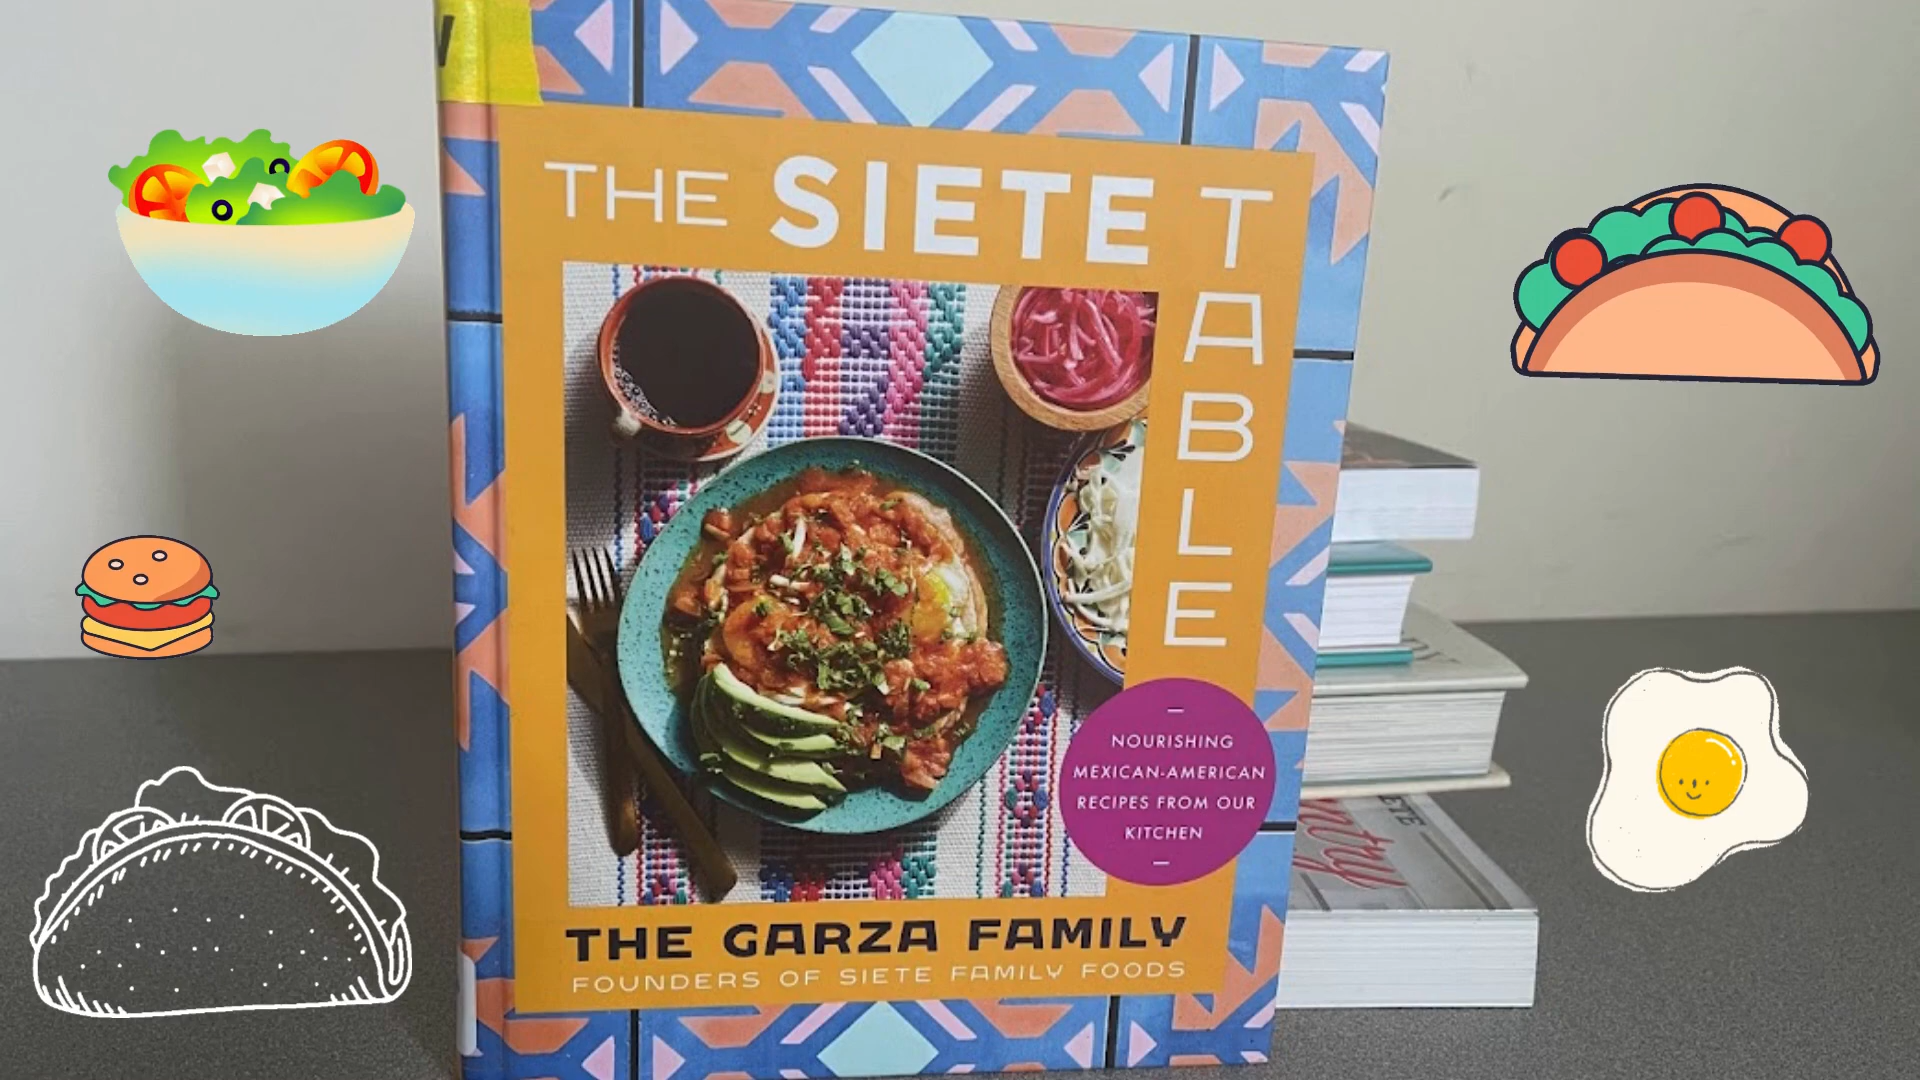 THE SIETE TABLE
NOURISHING
MEXICAN-AMERICAN
RECIPES FROM OUR
KITCHEN
THE GARZA FAMILY
FOUNDERS OF SIETE FAMILY FOODS